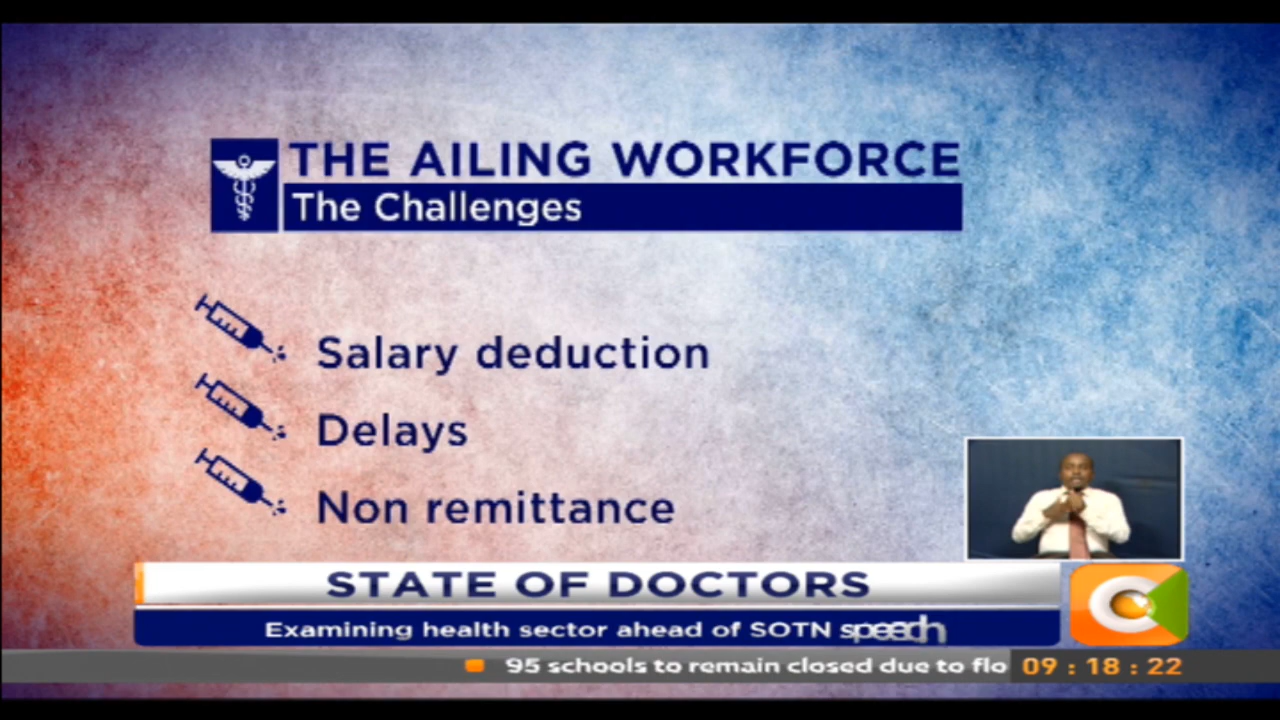 THE AILING WORKFORCE
The Challenges
Salary deduction
Delays
Non remittance
STATE OF DOCTORS
Examining health sector ahead of SOTN speech
95 schools to remain closed due to flo
09 : 18 : 22